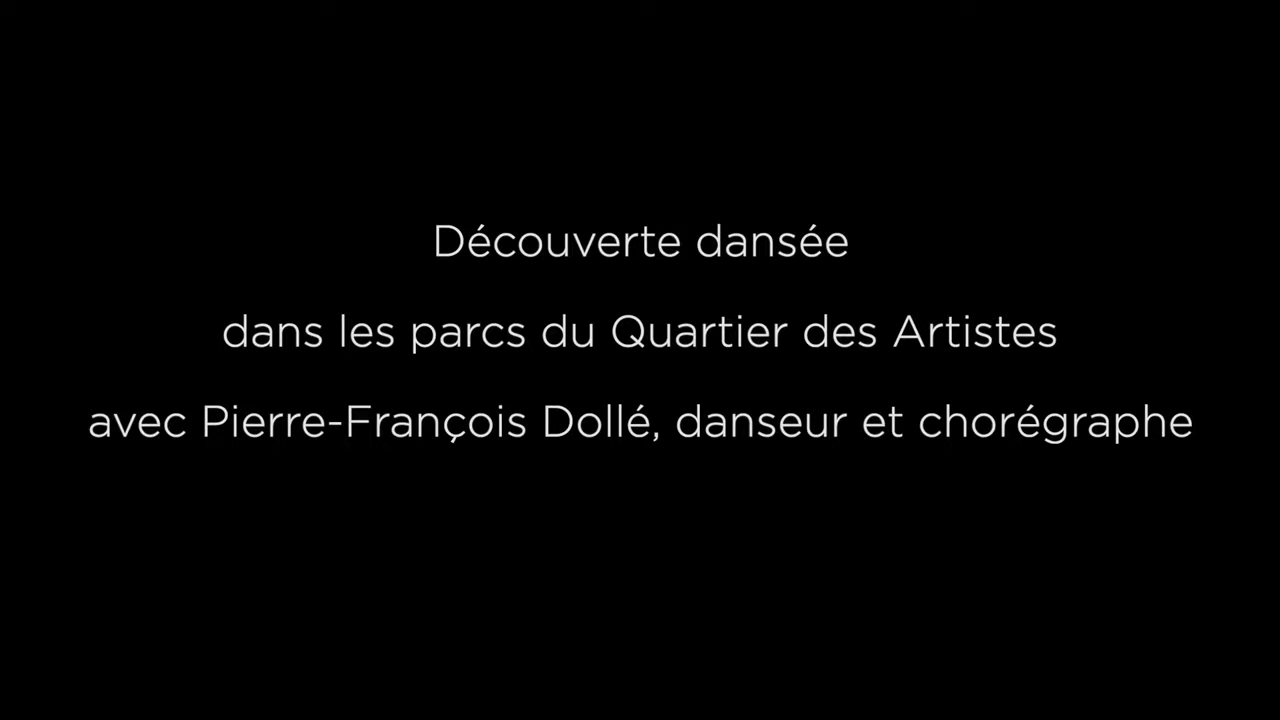 Découverte dansée
dans les parcs du Quartier des Artistes
avec Pierre-François Dollé, danseur et chorégraphe